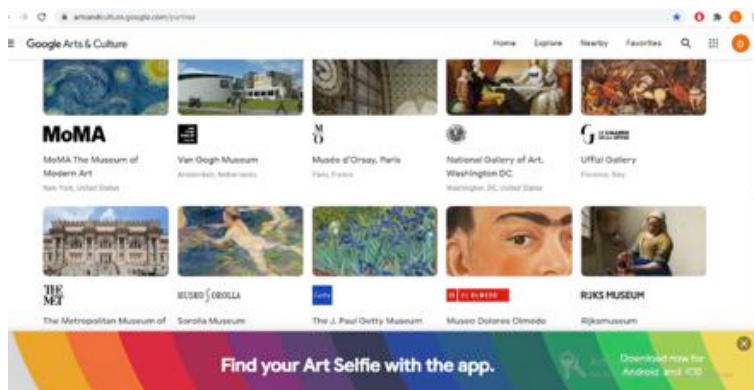 artsandculture.google.com/partner
Google Arts & Culture
Home Explore Nearby Favorites
MoMA
MoMA The Museum of
Modern Art
New York, United States
Van Gogh Museum
Amsterdam, Netherlands
M
O
Musée d'Orsay, Paris
Paris, France
National Gallery of Art,
Washington DC
Washington, DC, United States
Uffizi Gallery
Florence, Italy
THE
MET
The Metropolitan Museum of
MUSEO SOROLLA
Sorolla Museum
Getty
The J. Paul Getty Museum
Museo Dolores Olmedo
RIJKS MUSEUM
Rijksmuseum
Find your Art Selfie with the app.
Download now for
Android and iOS